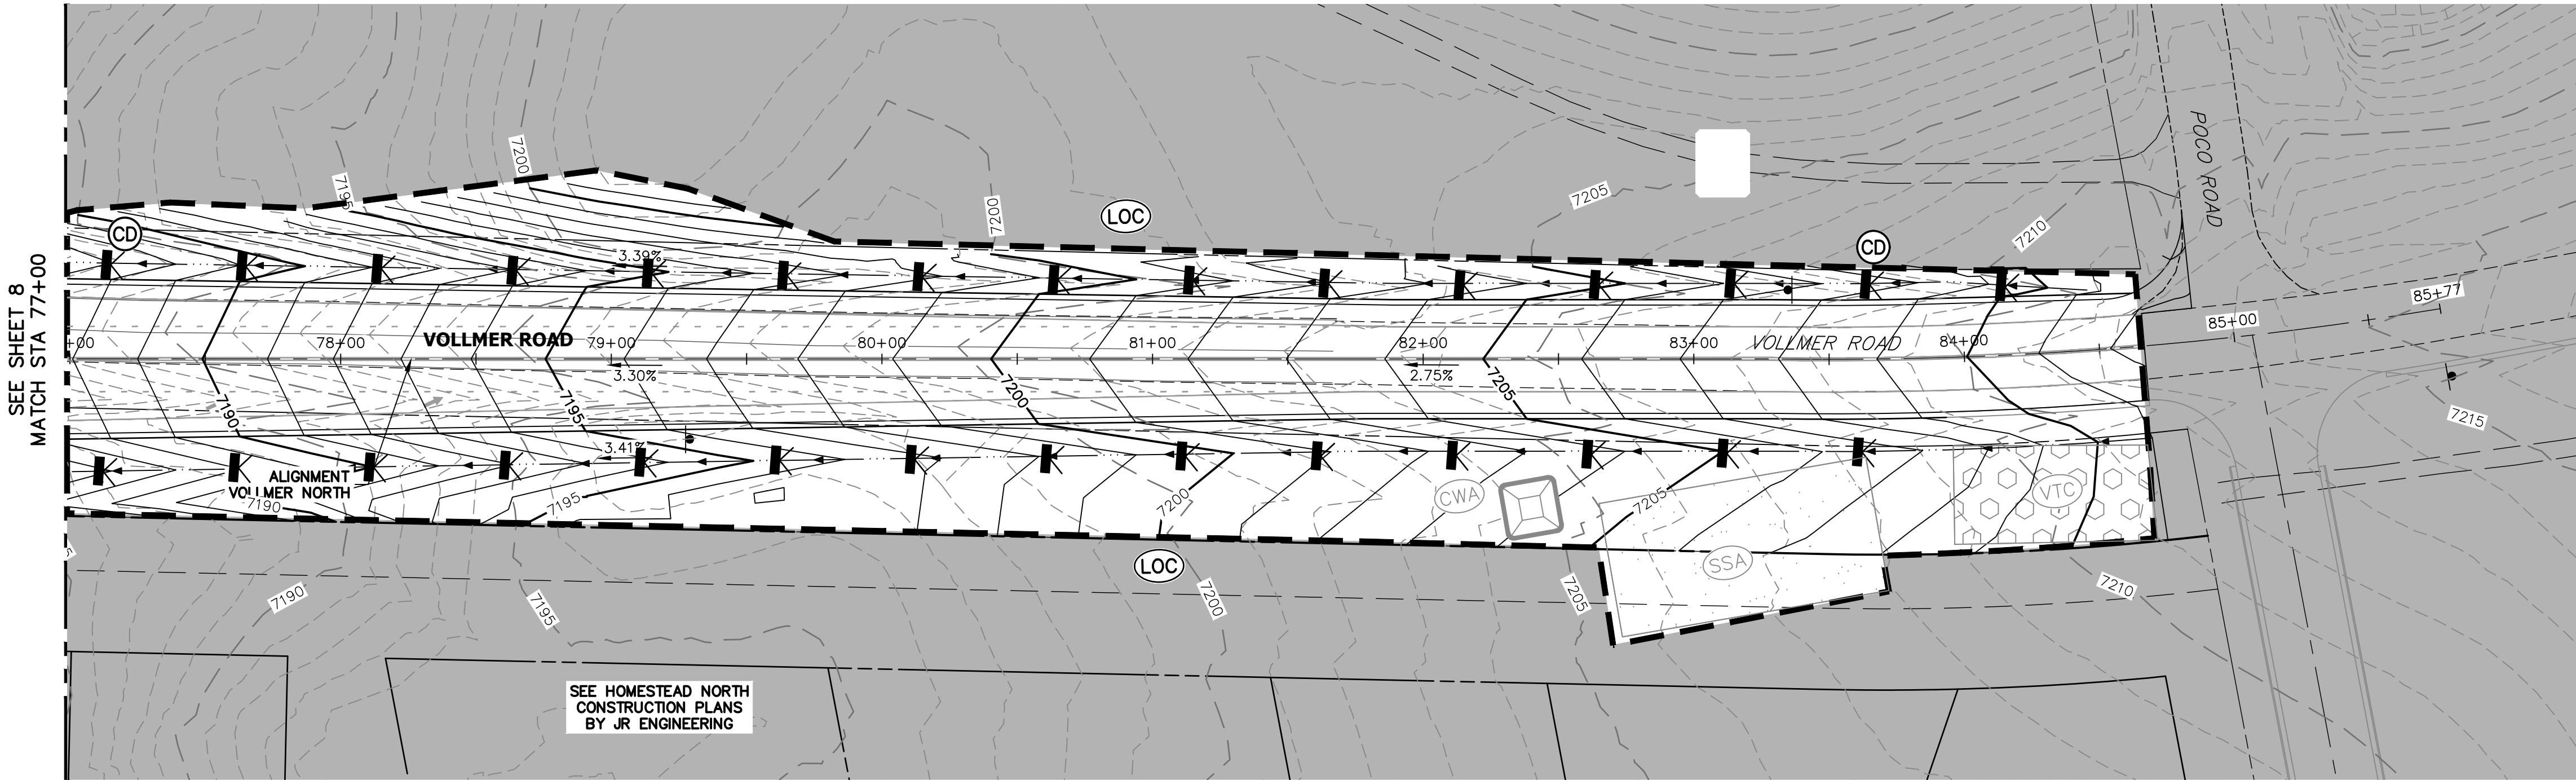 SEE SHEET 8
MATCH STA 77+00
7200
7195
CD
LOC
7200
7205
CD
7210
POCO ROAD
3.39%
85+77
85+00
+00
78+00
VOLLMER ROAD
79+00
80+00
81+00
82+00
83+00
VOLLMER ROAD
84+00
3.30%
2.75%
7190
7195
7200
7205
7215
3.41%
ALIGNMENT
VOLLMER NORTH
7190
7195
7200
CWA
7205
VTC
LOC
SSA
7190
7195
7200
7205
7210
SEE HOMESTEAD NORTH
CONSTRUCTION PLANS
BY JR ENGINEERING